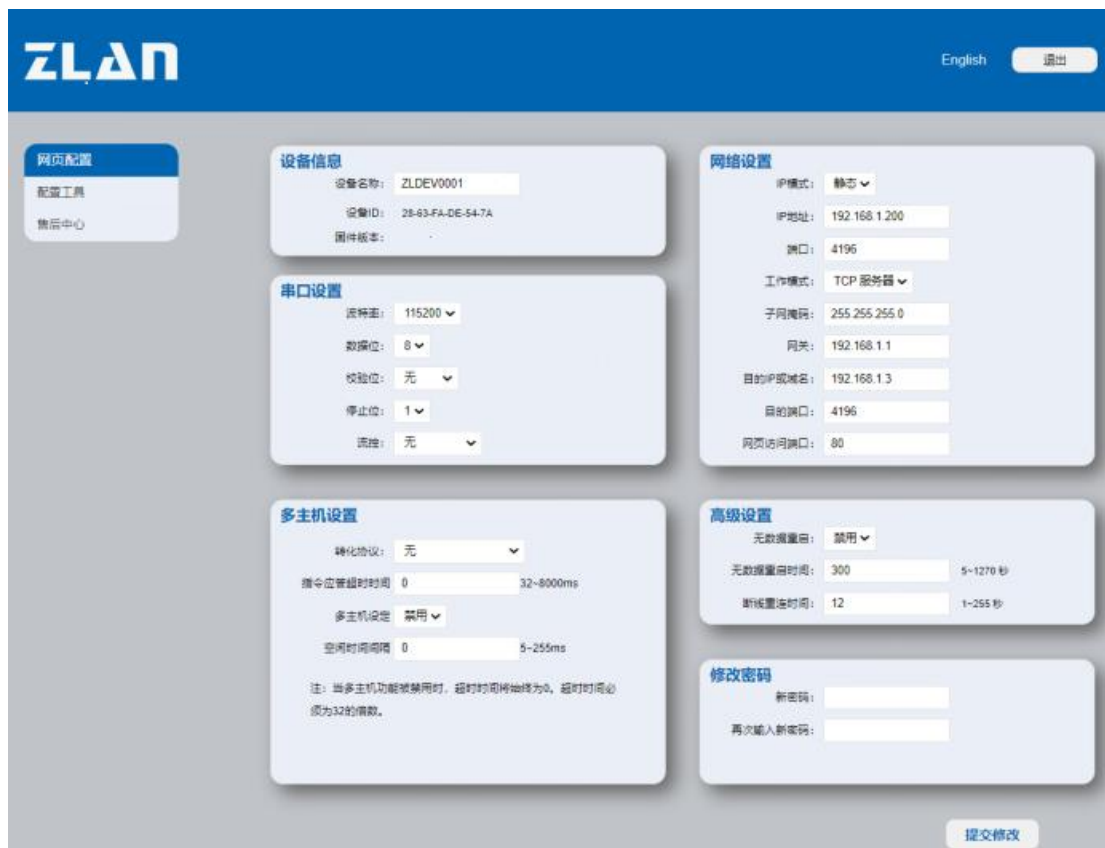 ZLAN
English
退出
网页配置
配置工具
售后中心
设备信息
设备名称: ZLDEV0001
设备ID: 28-63-FA-DE-54-7A
固件版本:
串口设置
波特率: 115200
数据位: 8
校验位: 无
停止位: 1
流控: 无
多主机设置
转化协议: 无
指令应答超时时间 0 32~8000ms
多主机设定 禁用
空闲时间间隔 0 5~255ms
注: 当多主机功能被禁用时, 超时时间将始终为0。超时时间必
须为32的倍数。
网络设置
IP模式: 静态
IP地址: 192.168.1.200
端口: 4196
工作模式: TCP 服务器
子网掩码: 255.255.255.0
网关: 192.168.1.1
目的IP或域名: 192.168.1.3
目的端口: 4196
网页访问端口: 80
高级设置
无数据重启: 禁用
无数据重启时间: 300 5~1270 秒
断线重连时间: 12 1~255 秒
修改密码
新密码:
再次输入新密码:
提交修改